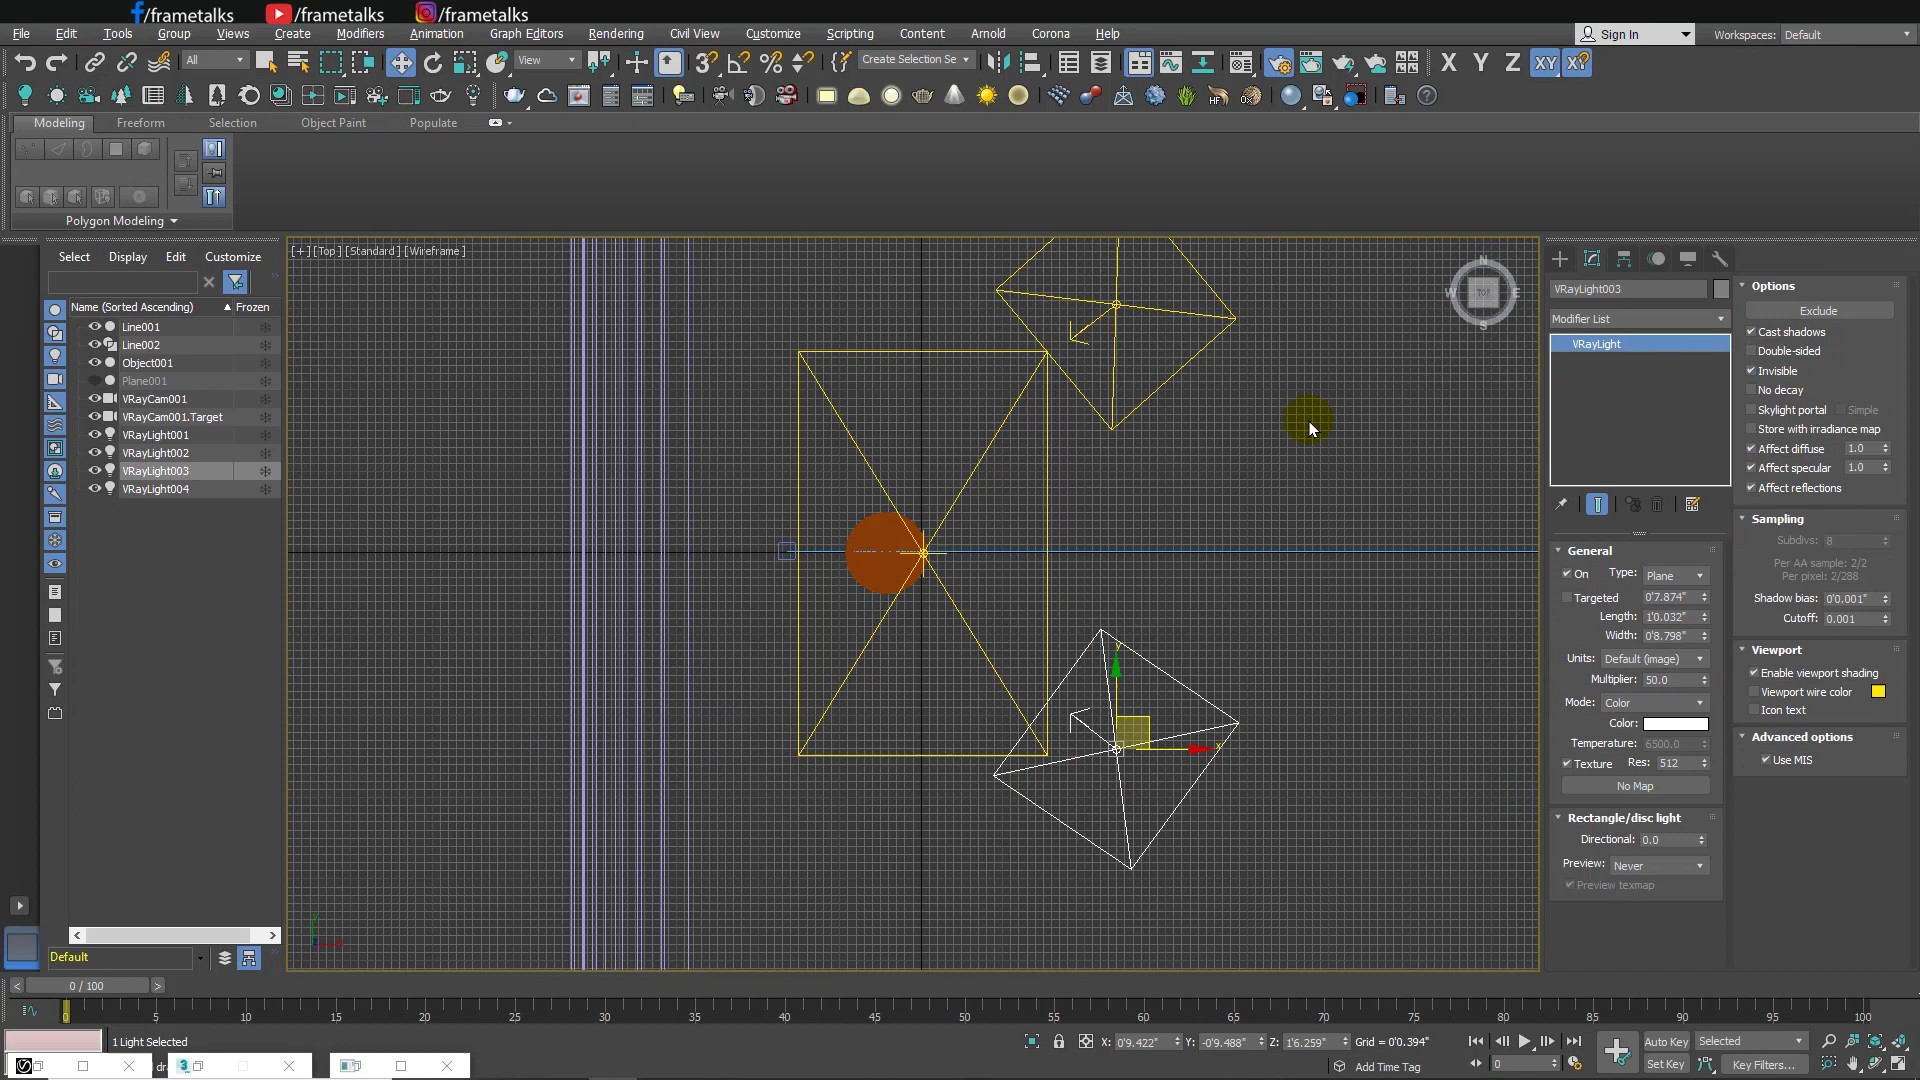 /frametalks /frametalks /frametalks
File Edit Tools Group Views Create Modifiers Animation Graph Editors Rendering Civil View Customize Scripting Content Arnold Corona Help Sign In Workspaces: Default
All View Create Selection Se X Y Z XY XY
Modeling Freeform Selection Object Paint Populate
Polygon Modeling
Select Display Edit Customize
Name (Sorted Ascending) Frozen
Line001
Line002
Object001
Plane001
VRayCam001
VRayCam001.Target
VRayLight001
VRayLight002
VRayLight003
VRayLight004
Default
[+] [Top] [Standard] [Wireframe]
N
W TOP E
S
y
x
VRayLight003
Modifier List
VRayLight
General
On Type: Plane
Targeted 0'7.874"
Length: 1'0.032"
Width: 0'8.798"
Units: Default (image)
Multiplier: 50.0
Mode: Color
Color:
Temperature: 6500.0
Texture Res: 512
No Map
Rectangle/disc light
Directional: 0.0
Preview: Never
Preview texmap
Options
Exclude
Cast shadows
Double-sided
Invisible
No decay
Skylight portal Simple
Store with irradiance map
Affect diffuse 1.0
Affect specular 1.0
Affect reflections
Sampling
Subdivs: 8
Per AA sample: 2/2
Per pixel: 2/288
Shadow bias: 0'0.001"
Cutoff: 0.001
Viewport
Enable viewport shading
Viewport wire color
Icon text
Advanced options
Use MIS
< 0 / 100 >
0 5 10 15 20 25 30 35 40 45 50 55 60 65 70 75 80 85 90 95 100
1 Light Selected X: 0'9.422" Y: -0'9.488" Z: 1'6.259" Grid = 0'0.394" Auto Key Selected
Add Time Tag 0 Set Key Key Filters...